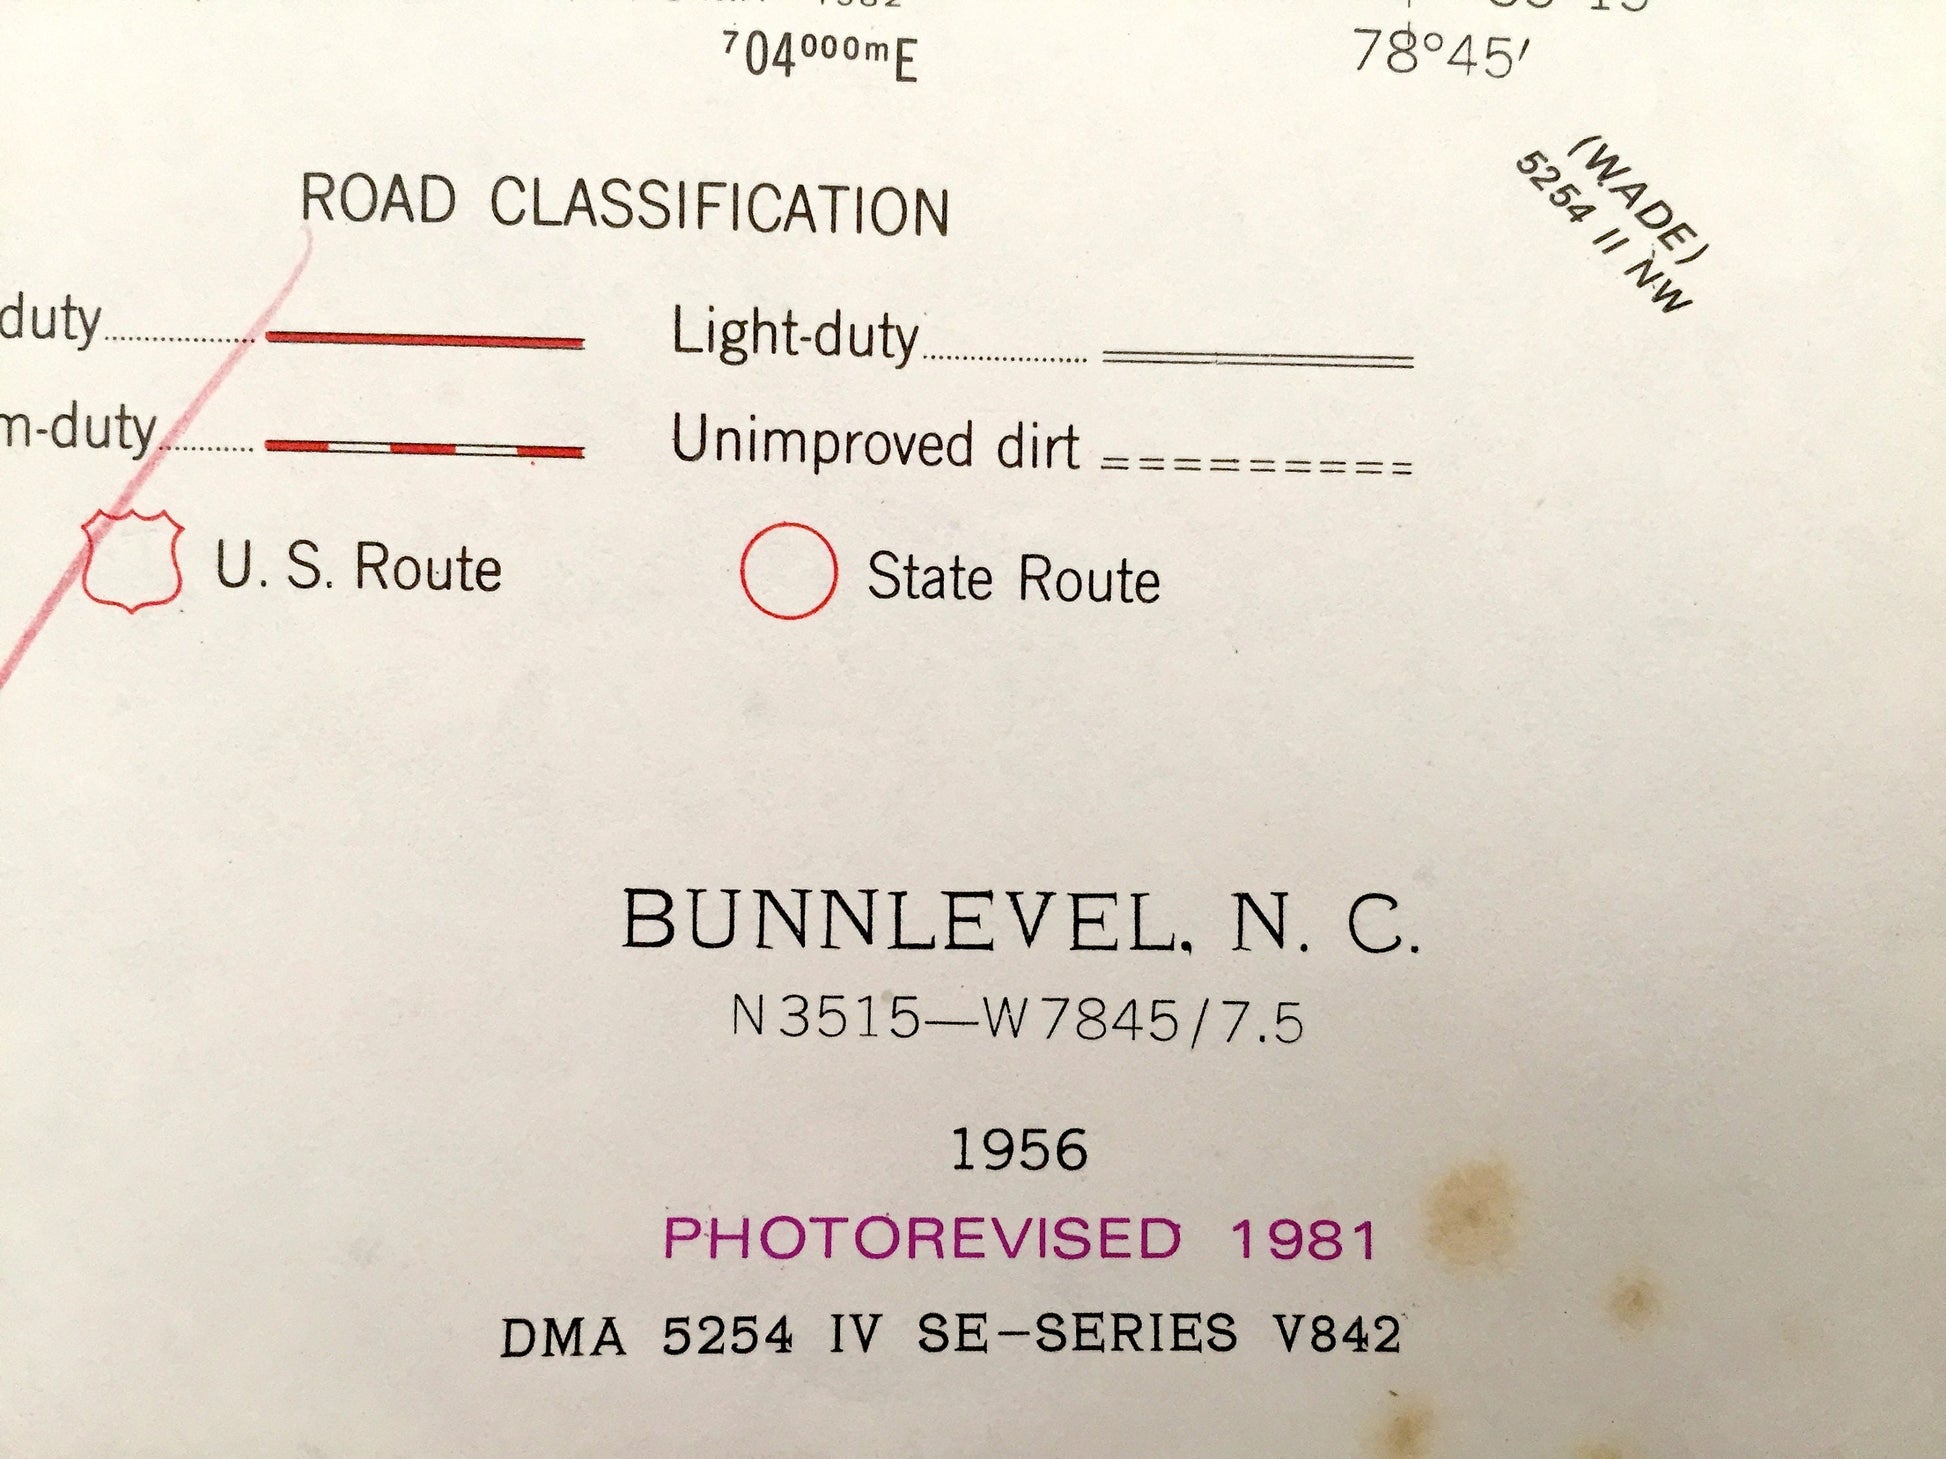 ⁷04⁰⁰⁰ᵐE
78°45′
(WADE)
5254 II NW
ROAD CLASSIFICATION
duty
Light-duty
m-duty
Unimproved dirt
U. S. Route
State Route
BUNNLEVEL, N. C.
N3515—W7845/7.5
1956
PHOTOREVISED 1981
DMA 5254 IV SE–SERIES V842